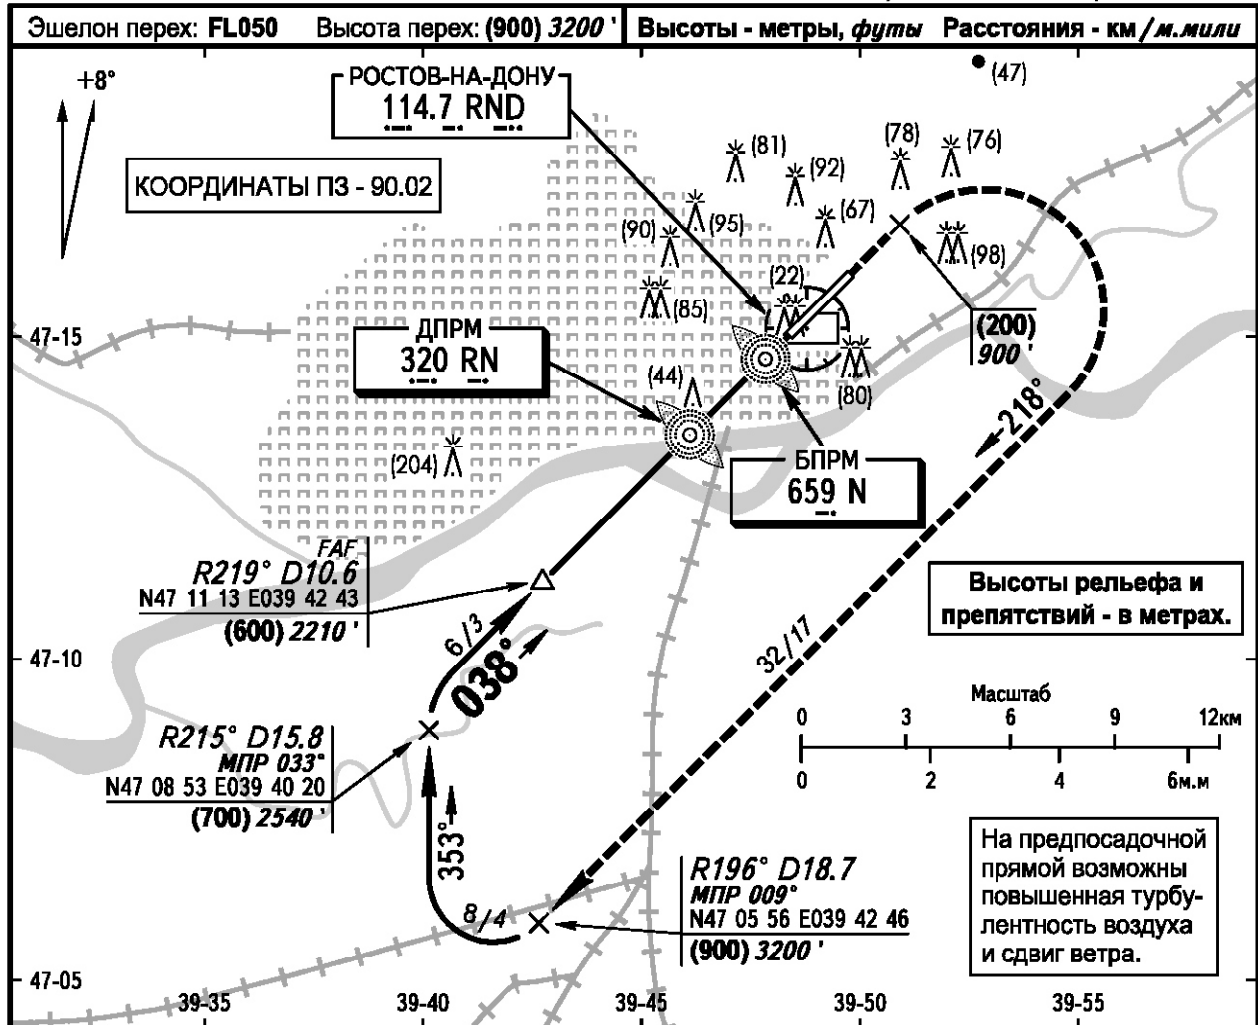 Эшелон перех: FL050 Высота перех: (900) 3200 ' Высоты - метры, футы Расстояния - км/м.мили
+8°
РОСТОВ-НА-ДОНУ
114.7 RND
КООРДИНАТЫ ПЗ - 90.02
(47)
(81)
(78)
(76)
(92)
(95)
(67)
(90)
(98)
(22)
(85)
(200)
900 '
47-15
ДПРМ
320 RN
(44)
(80)
218°
(204)
БПРМ
659 N
FAF
R219° D10.6
N47 11 13 E039 42 43
(600) 2210 '
Высоты рельефа и
препятствий - в метрах.
6/3
038°
32/17
47-10
Масштаб
0 3 6 9 12км
0 2 4 6м.м
R215° D15.8
МПР 033°
N47 08 53 E039 40 20
(700) 2540 '
353°
8/4
R196° D18.7
МПР 009°
N47 05 56 E039 42 46
(900) 3200 '
На предпосадочной
прямой возможны
повышенная турбу-
лентность воздуха
и сдвиг ветра.
47-05
39-35 39-40 39-45 39-50 39-55